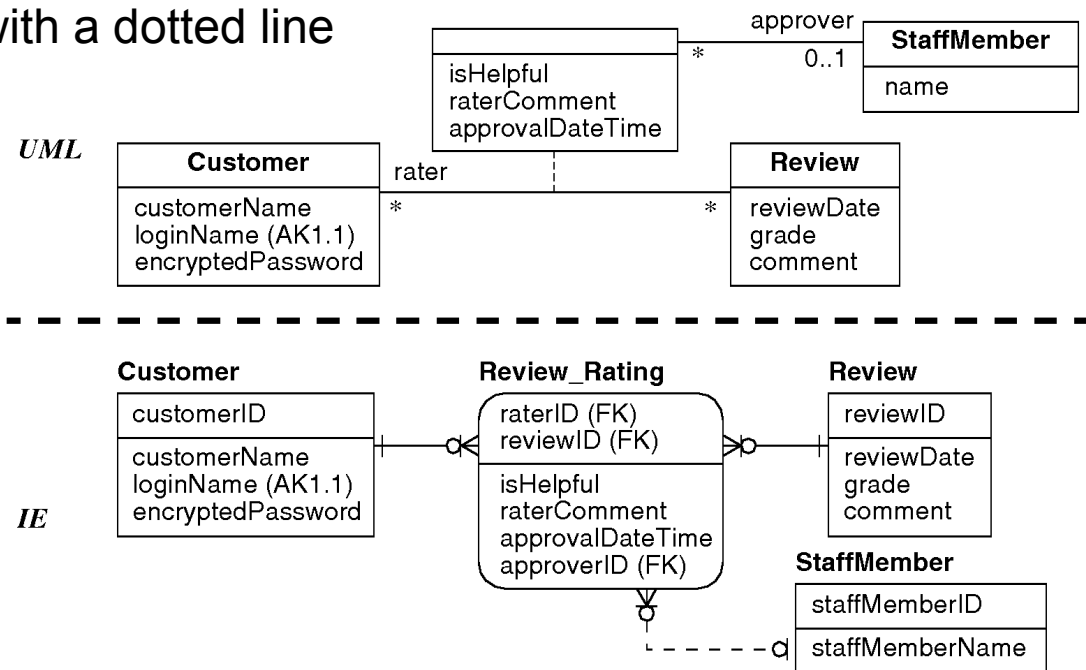 with a dotted line
approver
StaffMember
*
0..1
name
isHelpful
raterComment
approvalDateTime
UML
Customer
rater
Review
*
*
customerName
loginName (AK1.1)
encryptedPassword
reviewDate
grade
comment
Customer
Review_Rating
Review
customerID
raterID (FK)
reviewID (FK)
reviewID
customerName
loginName (AK1.1)
encryptedPassword
isHelpful
raterComment
approvalDateTime
approverID (FK)
reviewDate
grade
comment
IE
StaffMember
staffMemberID
staffMemberName